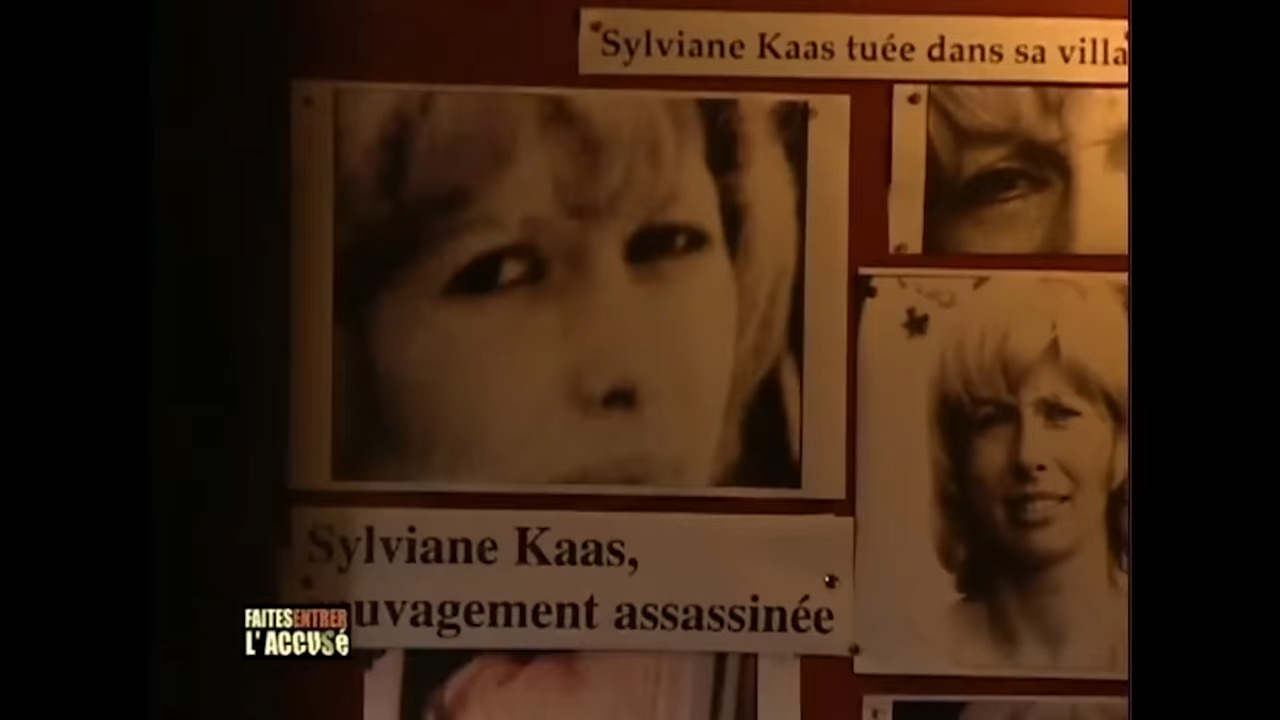 Sylviane Kaas tuée dans sa villa
Sylviane Kaas,
uvagement assassinée
FAITES ENTRER
L'ACCUSé